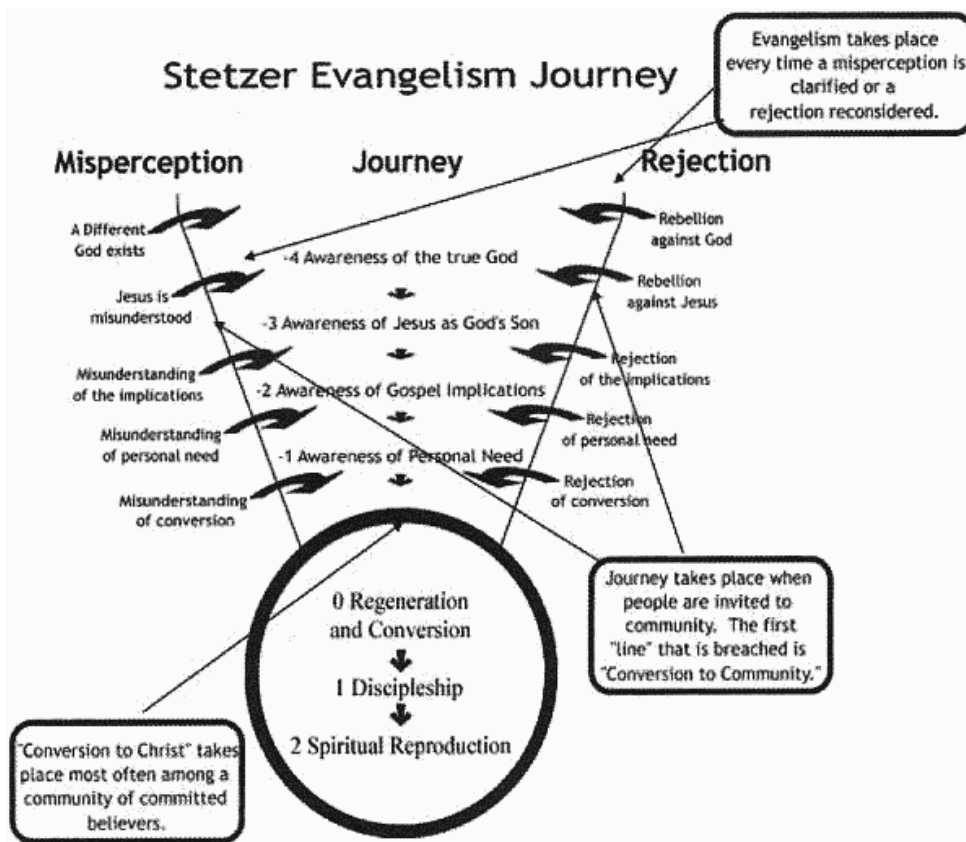 Stetzer Evangelism Journey
Evangelism takes place
every time a misperception is
clarified or a
rejection reconsidered.
Misperception
Journey
Rejection
A Different
God exists
Rebellion
against God
-4 Awareness of the true God
Jesus is
misunderstood
Rebellion
against Jesus
-3 Awareness of Jesus as God's Son
Misunderstanding
of the implications
Rejection
of the implications
-2 Awareness of Gospel Implications
Misunderstanding
of personal need
Rejection
of personal need
-1 Awareness of Personal Need
Misunderstanding
of conversion
Rejection
of conversion
0 Regeneration
and Conversion
1 Discipleship
2 Spiritual Reproduction
Journey takes place when
people are invited to
community. The first
"line" that is breached is
"Conversion to Community."
"Conversion to Christ" takes
place most often among a
community of committed
believers.